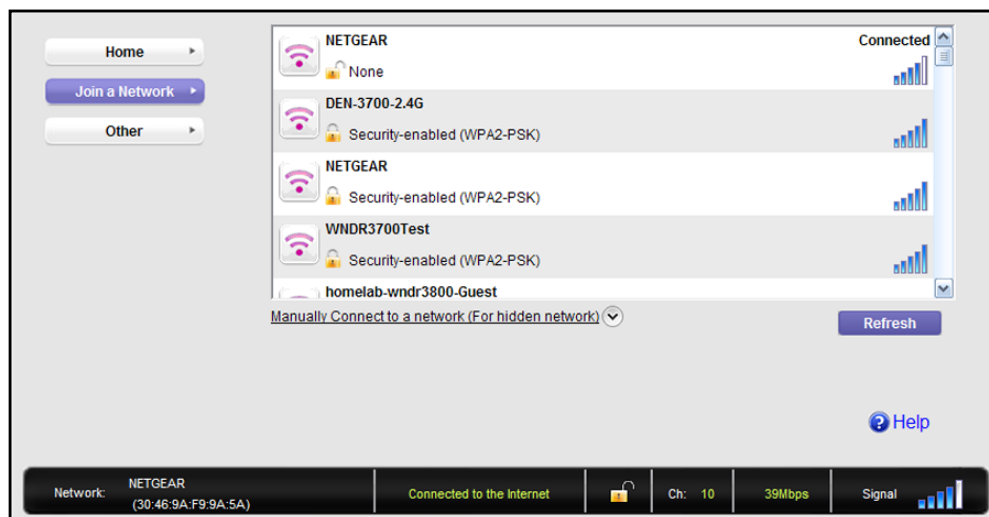 Home
Join a Network
Other
NETGEAR
Connected
None
DEN-3700-2.4G
Security-enabled (WPA2-PSK)
NETGEAR
Security-enabled (WPA2-PSK)
WNDR3700Test
Security-enabled (WPA2-PSK)
homelab-wndr3800-Guest
Manually Connect to a network (For hidden network)
Refresh
? Help
Network: NETGEAR
(30:46:9A:F9:9A:5A)
Connected to the Internet
Ch: 10
39Mbps
Signal